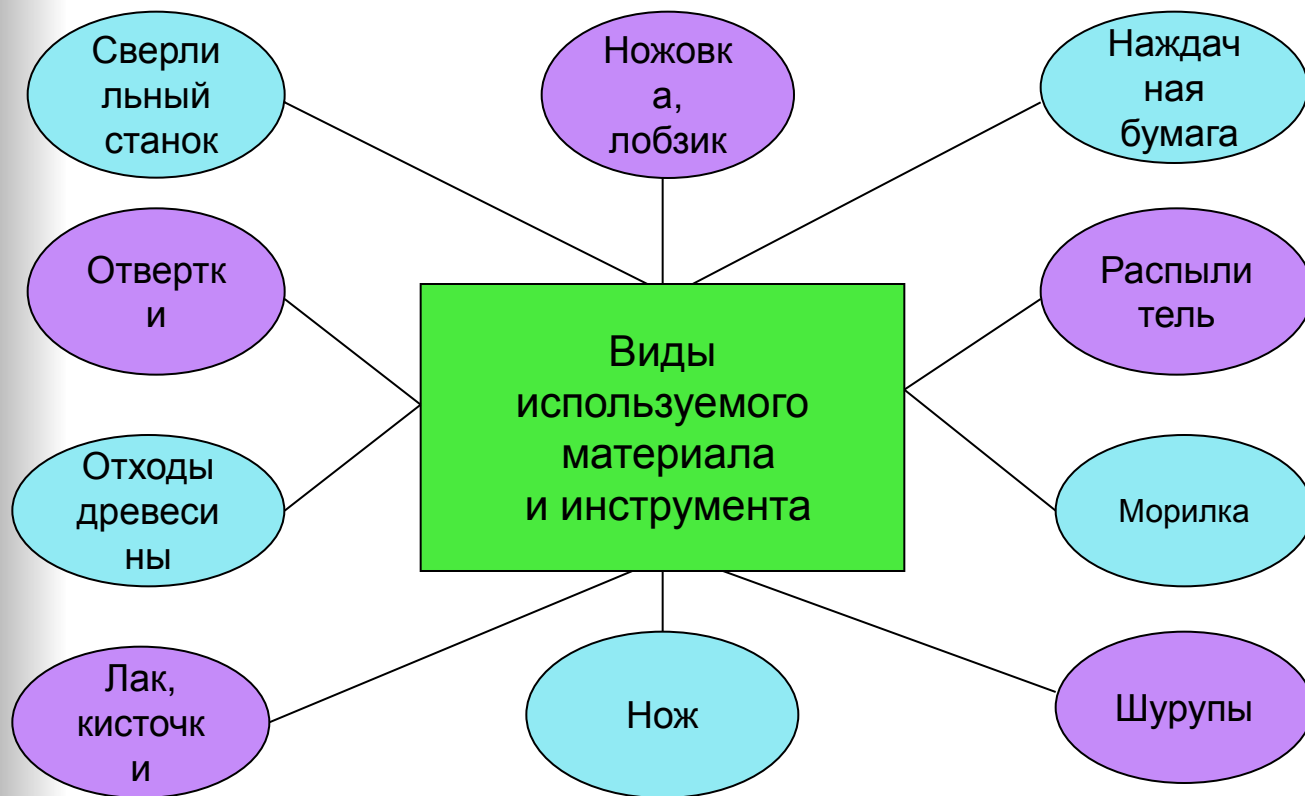 Сверли
льный
станок
Ножовк
а,
лобзик
Наждач
ная
бумага
Отвертк
и
Распыли
тель
Виды
используемого
материала
и инструмента
Отходы
древеси
ны
Морилка
Лак,
кисточк
и
Нож
Шурупы